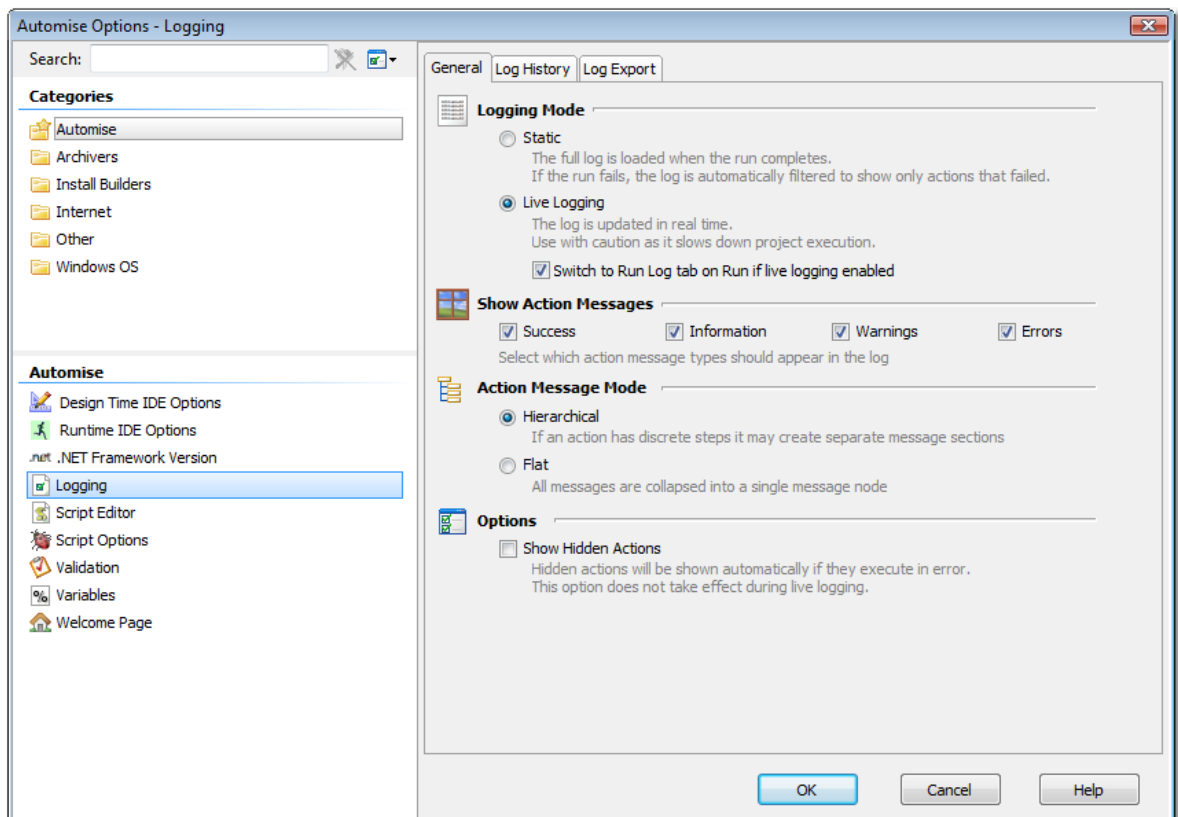 Automise Options - Logging
Search:
Categories
Automise
Archivers
Install Builders
Internet
Other
Windows OS
Automise
Design Time IDE Options
Runtime IDE Options
.net .NET Framework Version
Logging
Script Editor
Script Options
Validation
% Variables
Welcome Page
General Log History Log Export
Logging Mode
Static
The full log is loaded when the run completes.
If the run fails, the log is automatically filtered to show only actions that failed.
Live Logging
The log is updated in real time.
Use with caution as it slows down project execution.
Switch to Run Log tab on Run if live logging enabled
Show Action Messages
Success Information Warnings Errors
Select which action message types should appear in the log
Action Message Mode
Hierarchical
If an action has discrete steps it may create separate message sections
Flat
All messages are collapsed into a single message node
Options
Show Hidden Actions
Hidden actions will be shown automatically if they execute in error.
This option does not take effect during live logging.
OK Cancel Help